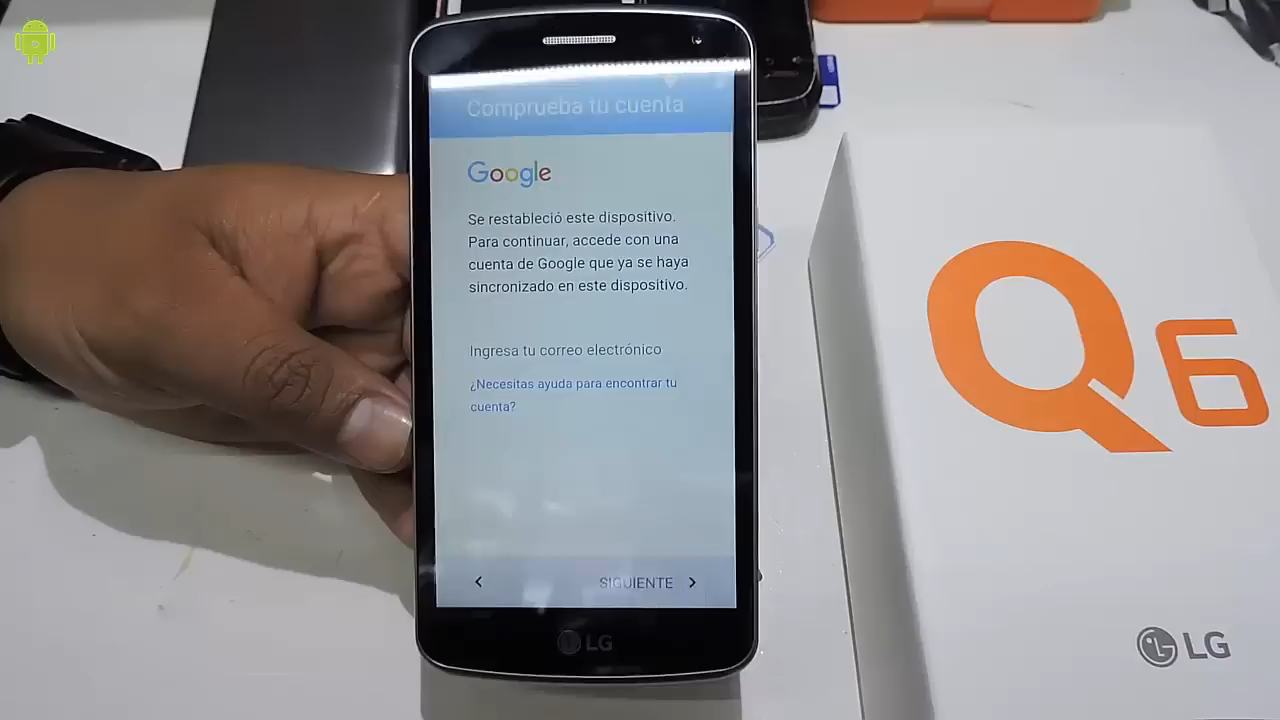 Comprueba tu cuenta
Google
Se restableció este dispositivo.
Para continuar, accede con una
cuenta de Google que ya se haya
sincronizado en este dispositivo.
Ingresa tu correo electrónico
¿Necesitas ayuda para encontrar tu
cuenta?
SIGUIENTE
LG
Q6
LG